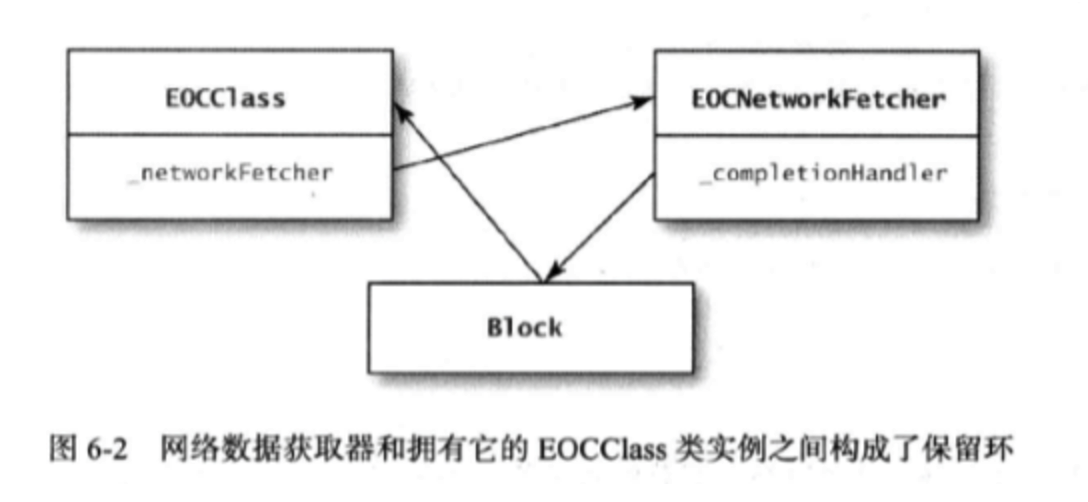 EOCClass
EOCNetworkFetcher
_networkFetcher
_completionHandler
Block
图 6-2 网络数据获取器和拥有它的 EOCClass 类实例之间构成了保留环